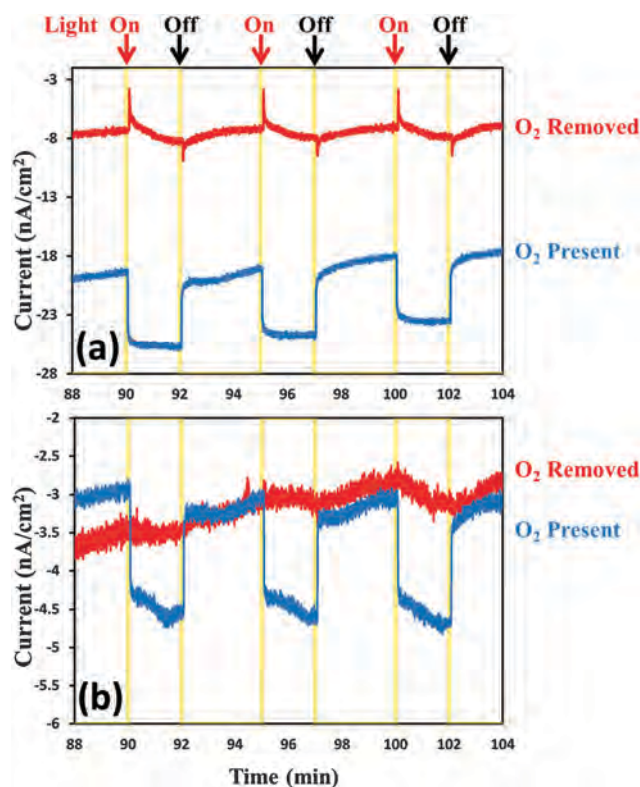 Light On Off On Off On Off
-3
-8
-13
-18
-23
-28
Current (nA/cm²)
O₂ Removed
O₂ Present
(a)
88 90 92 94 96 98 100 102 104
-2
-2.5
-3
-3.5
-4
-4.5
-5
-5.5
-6
Current (nA/cm²)
O₂ Removed
O₂ Present
(b)
88 90 92 94 96 98 100 102 104
Time (min)